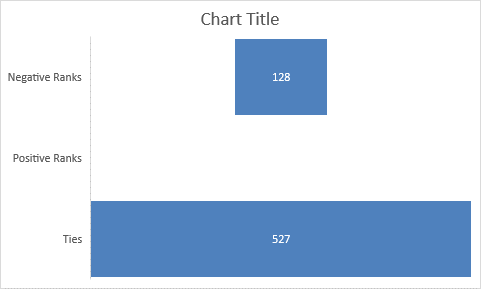 Chart Title
Negative Ranks
128
Positive Ranks
Ties
527